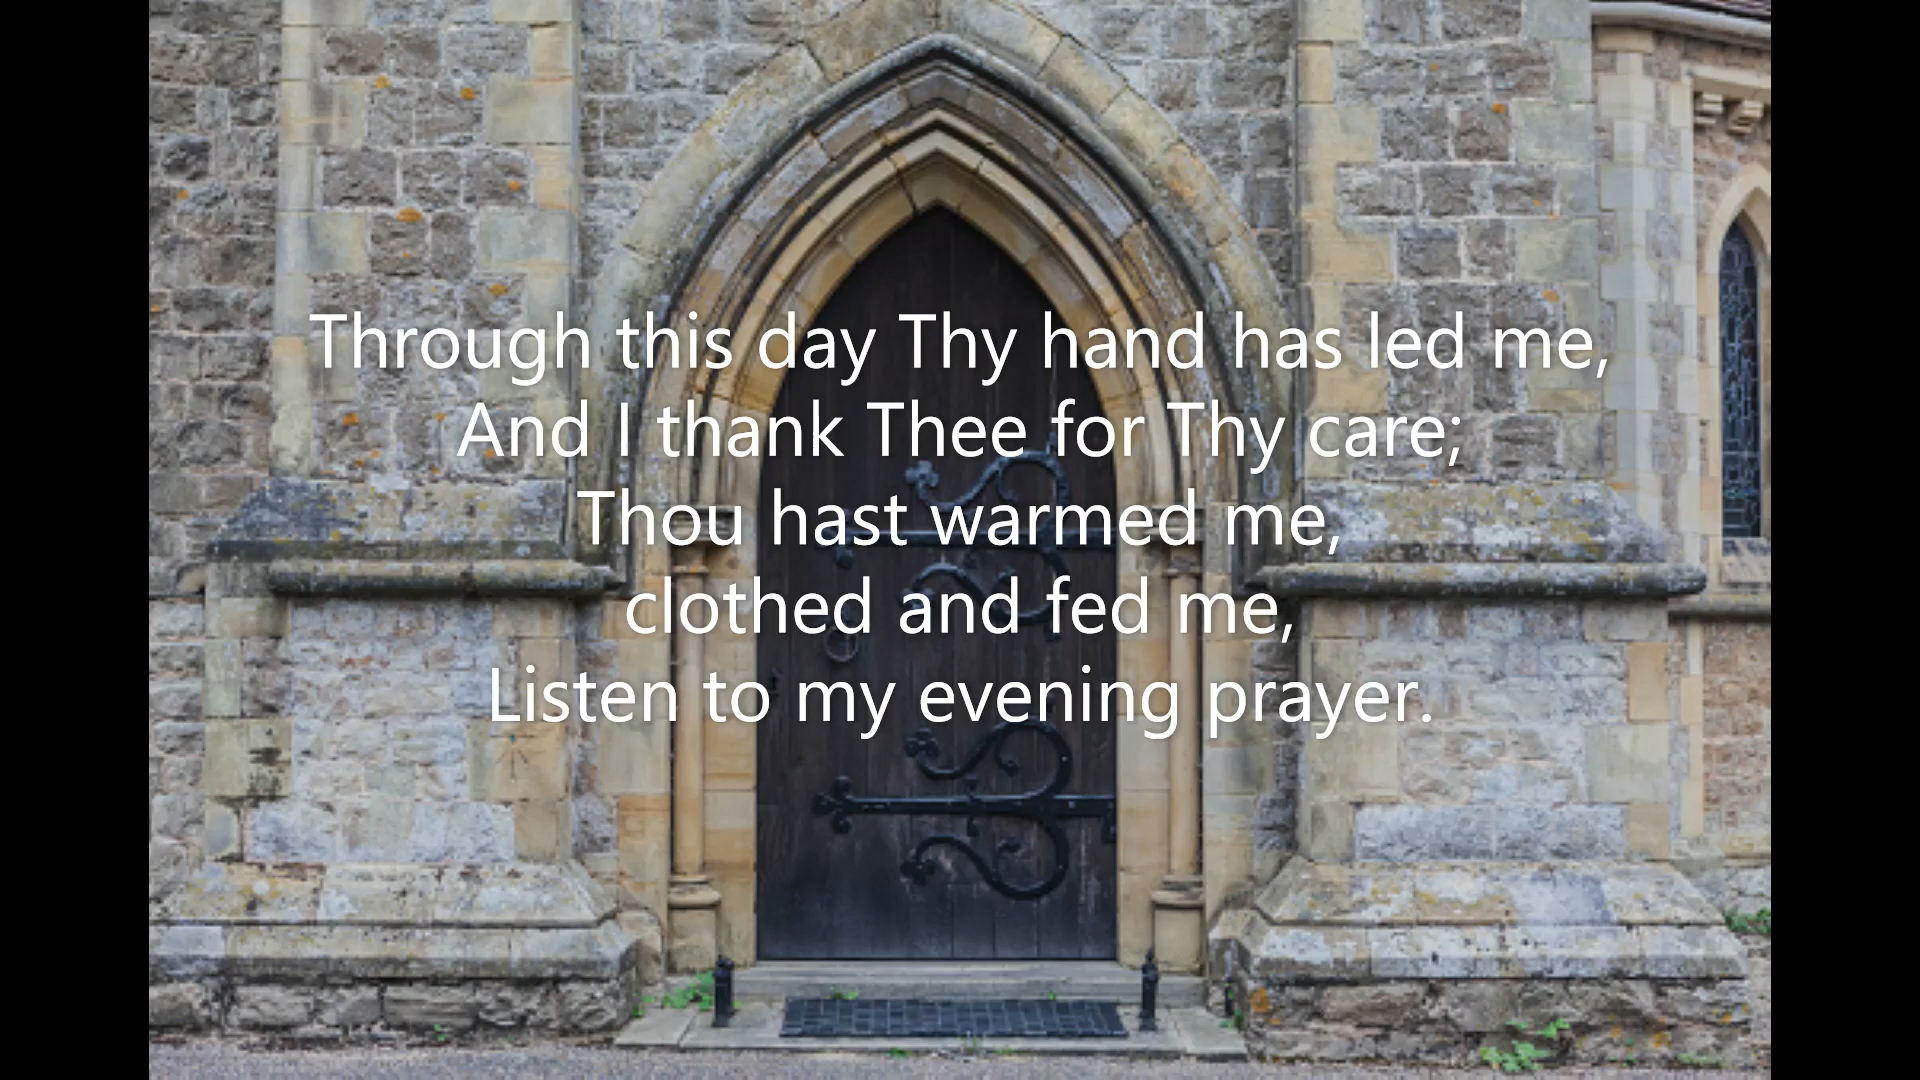 Through this day Thy hand has led me,
And I thank Thee for Thy care;
Thou hast warmed me,
clothed and fed me,
Listen to my evening prayer.